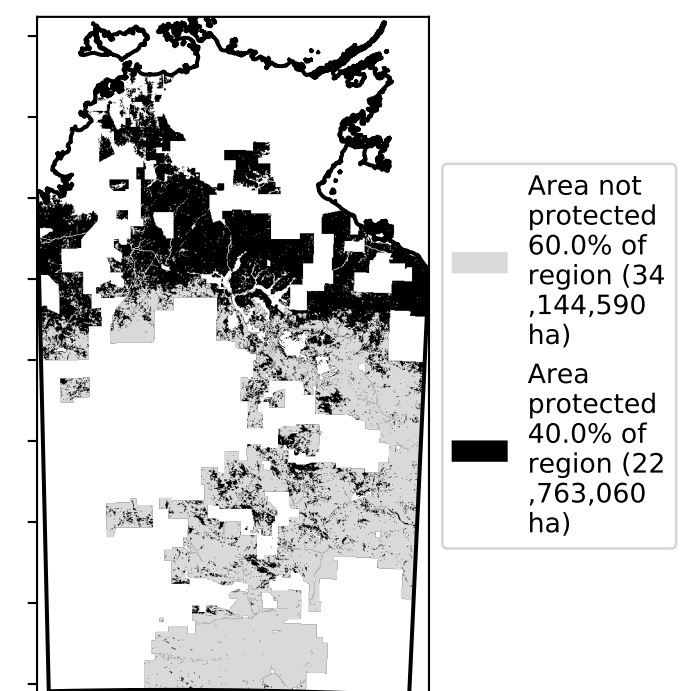 Area not
protected
60.0% of
region (34
,144,590
ha)
Area
protected
40.0% of
region (22
,763,060
ha)